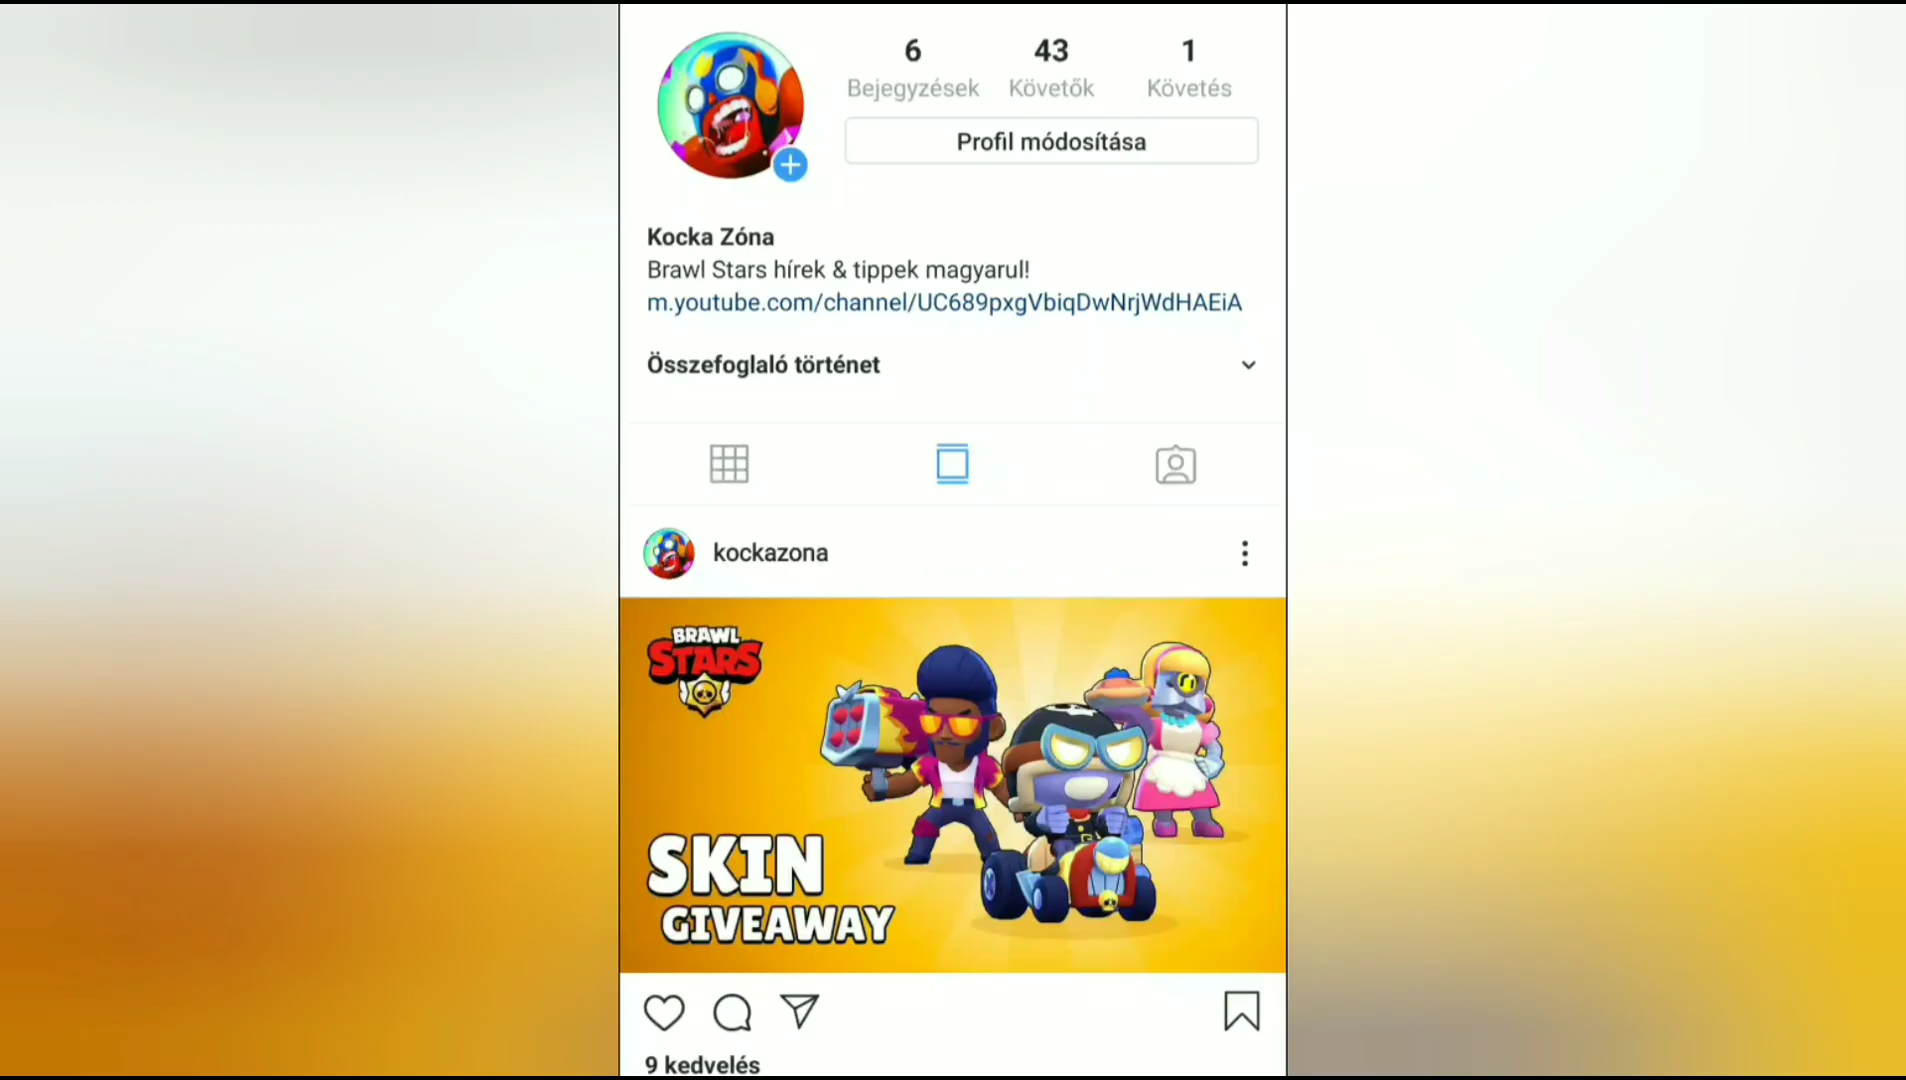 6 43 1
Bejegyzések Követők Követés
Profil módosítása
Kocka Zóna
Brawl Stars hírek & tippek magyarul!
m.youtube.com/channel/UC689pxgVbiqDwNrjWdHAEiA
Összefoglaló történet
kockazona
BRAWL
STARS
SKIN
GIVEAWAY
9 kedvelés